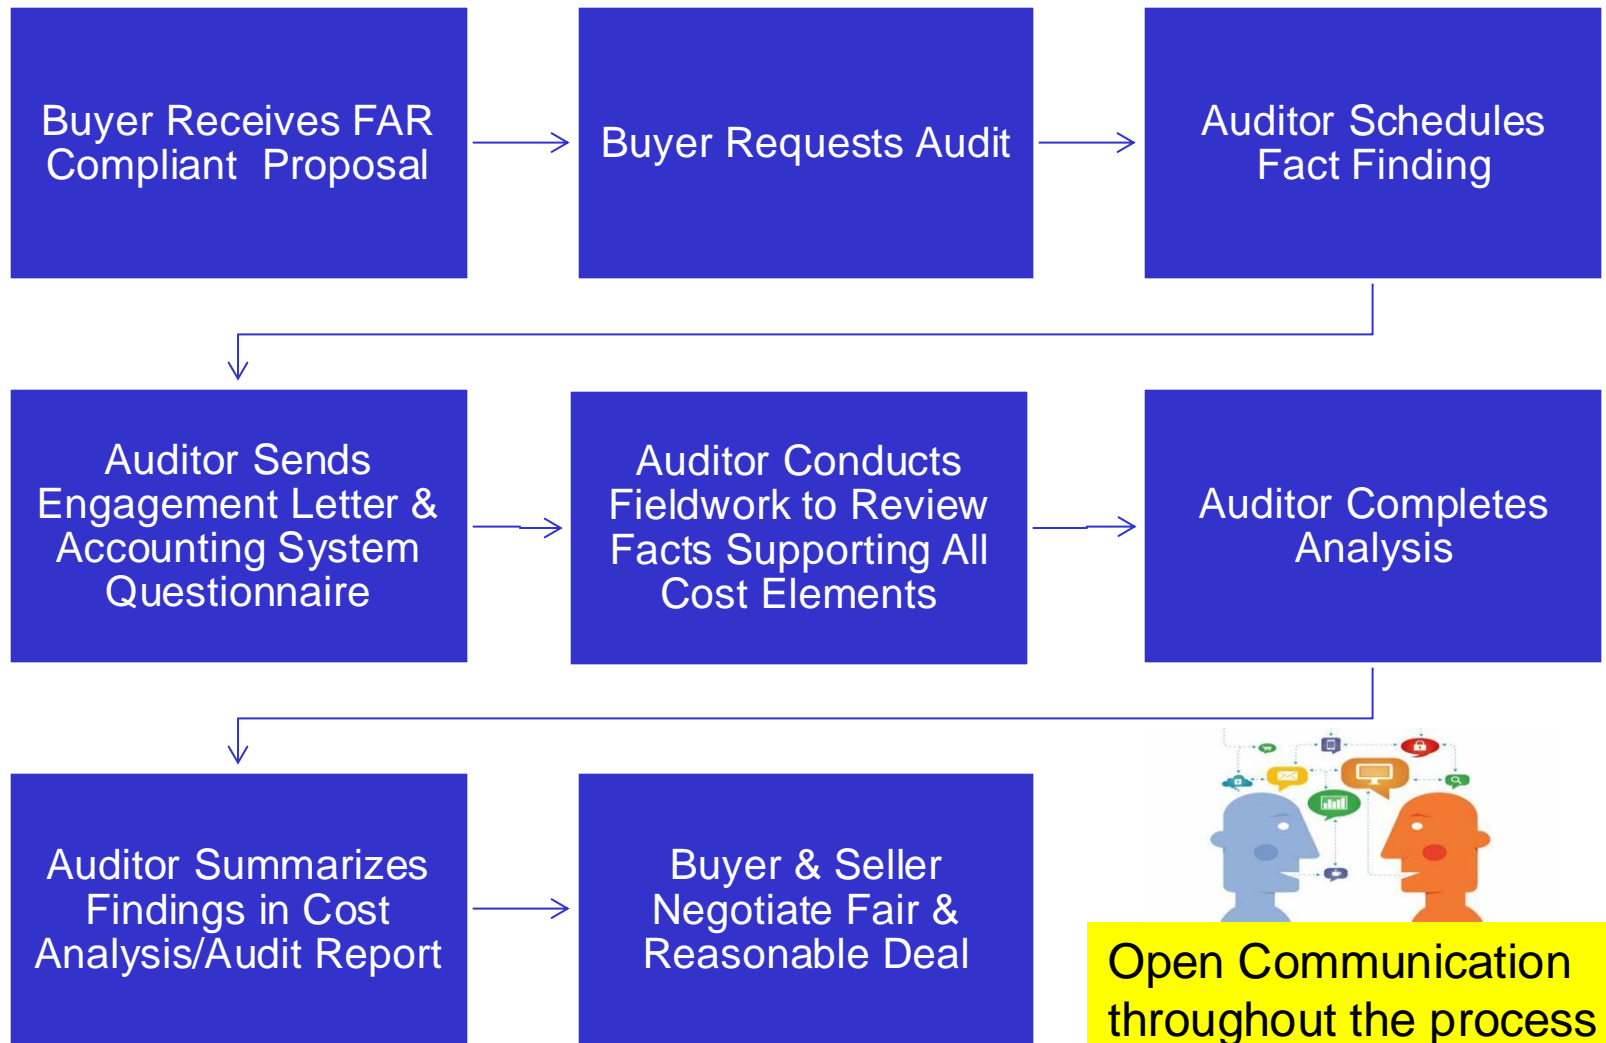 Buyer Receives FAR
Compliant  Proposal
Buyer Requests Audit
Auditor Schedules
Fact Finding
Auditor Sends
Engagement Letter &
Accounting System
Questionnaire
Auditor Conducts
Fieldwork to Review
Facts Supporting All
Cost Elements
Auditor Completes
Analysis
Auditor Summarizes
Findings in Cost
Analysis/Audit Report
Buyer & Seller
Negotiate Fair &
Reasonable Deal
Open Communication
throughout the process